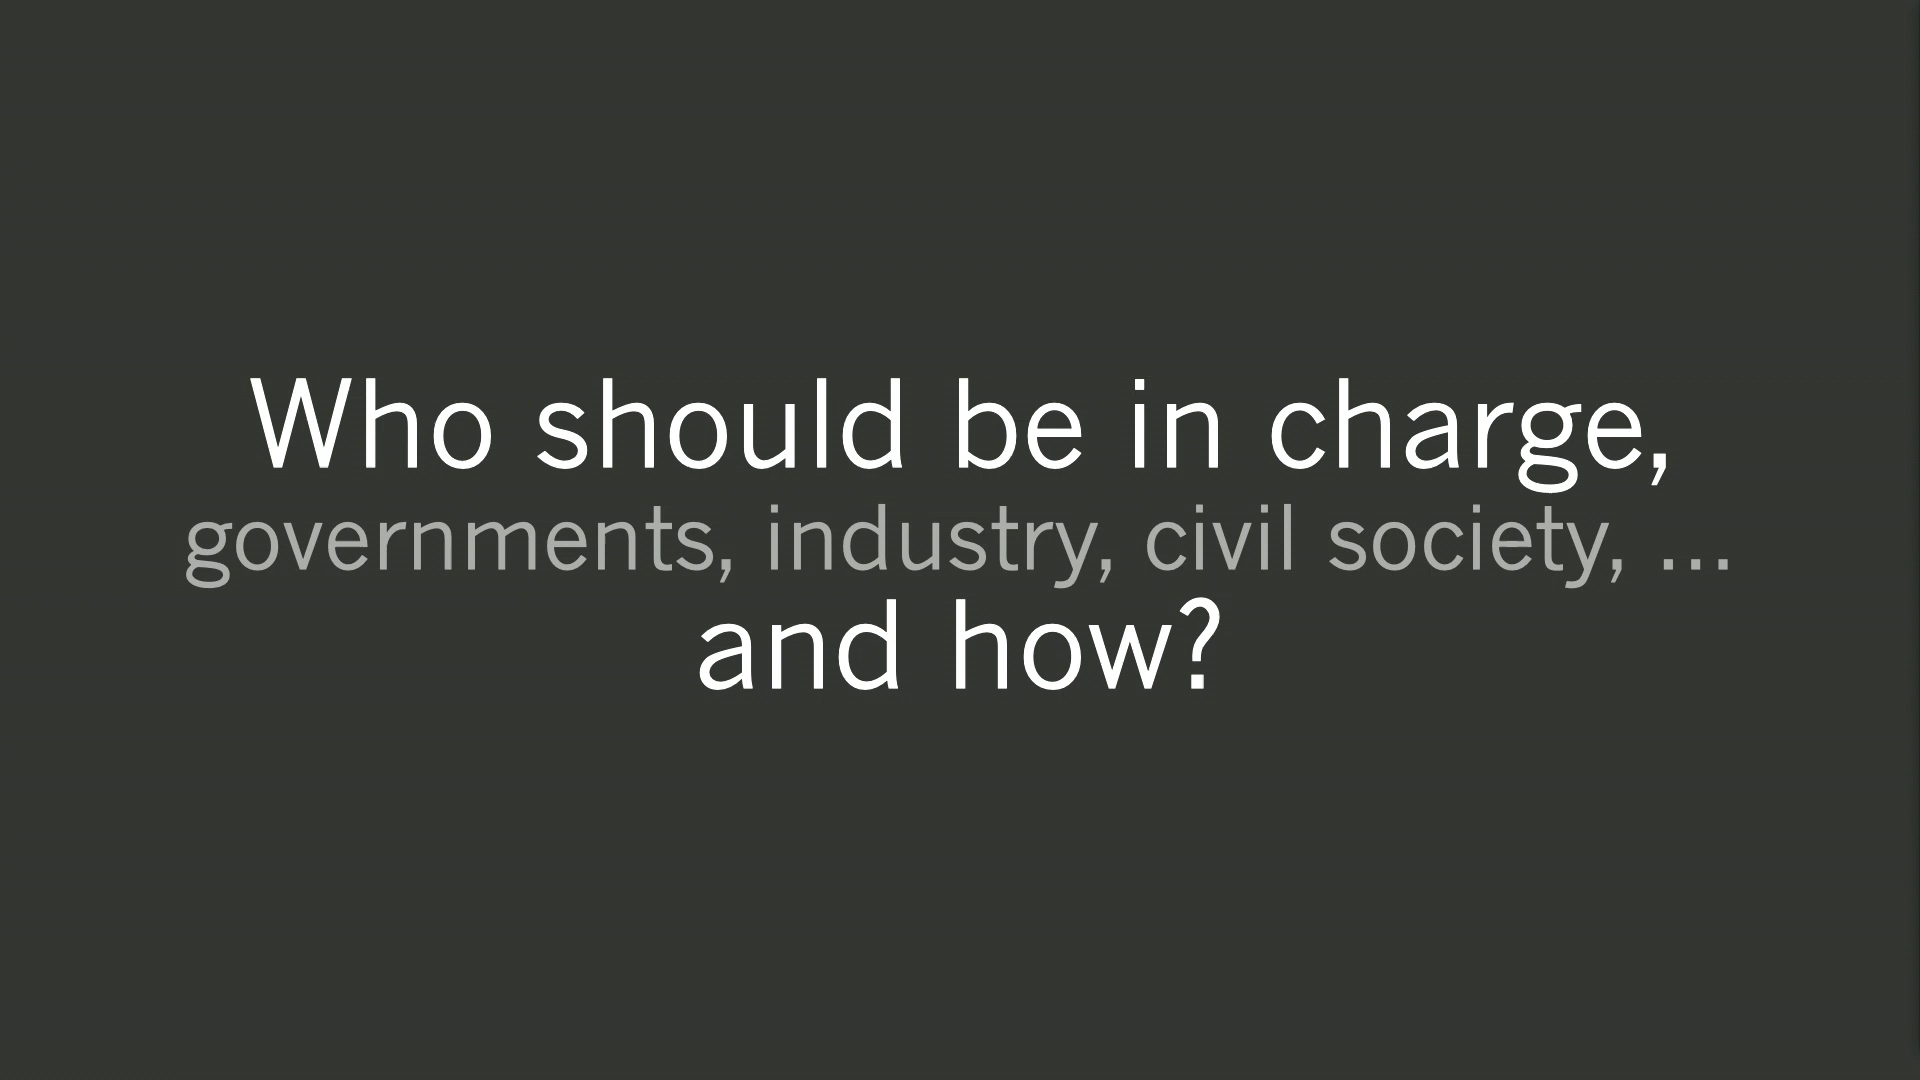 Who should be in charge,
governments, industry, civil society, ...
and how?